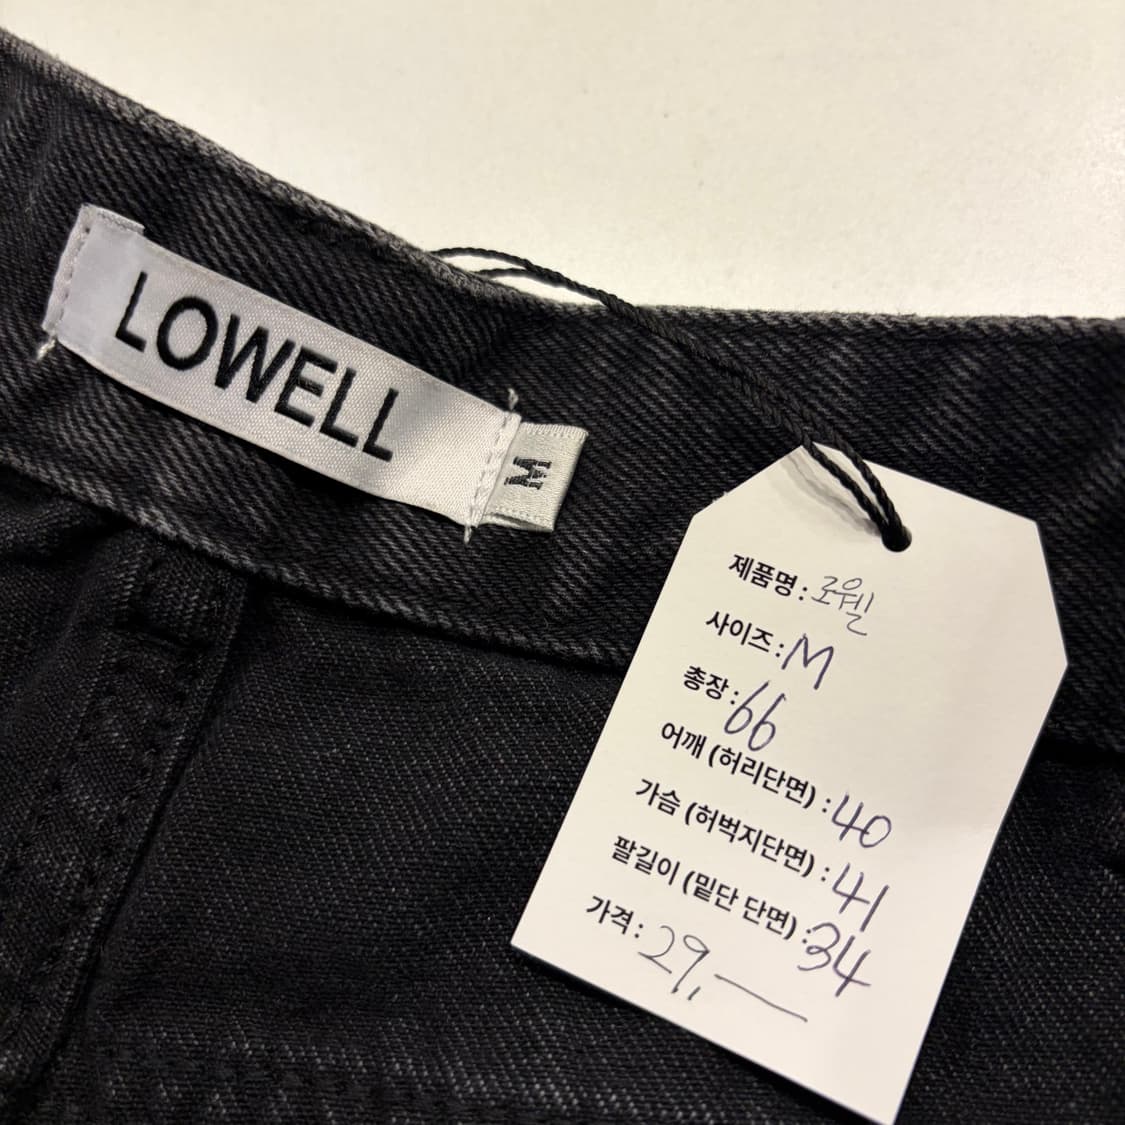 LOWELL
M
제품명 : 로웰
사이즈 : M
총장 : 66
어깨 (허리단면) : 40
가슴 (허벅지단면) : 41
팔길이 (밑단 단면) : 34
가격 : 29,—